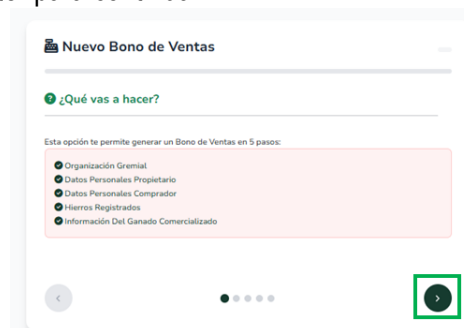 Nuevo Bono de Ventas
¿Qué vas a hacer?
Esta opción te permite generar un Bono de Ventas en 5 pasos:
Organización Gremial
Datos Personales Propietario
Datos Personales Comprador
Hierros Registrados
Información Del Ganado Comercializado